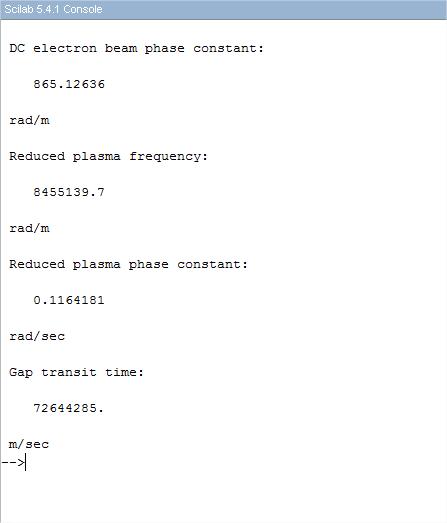 Scilab 5.4.1 Console
DC electron beam phase constant:
865.12636
rad/m
Reduced plasma frequency:
8455139.7
rad/m
Reduced plasma phase constant:
0.1164181
rad/sec
Gap transit time:
72644285.
m/sec
-->